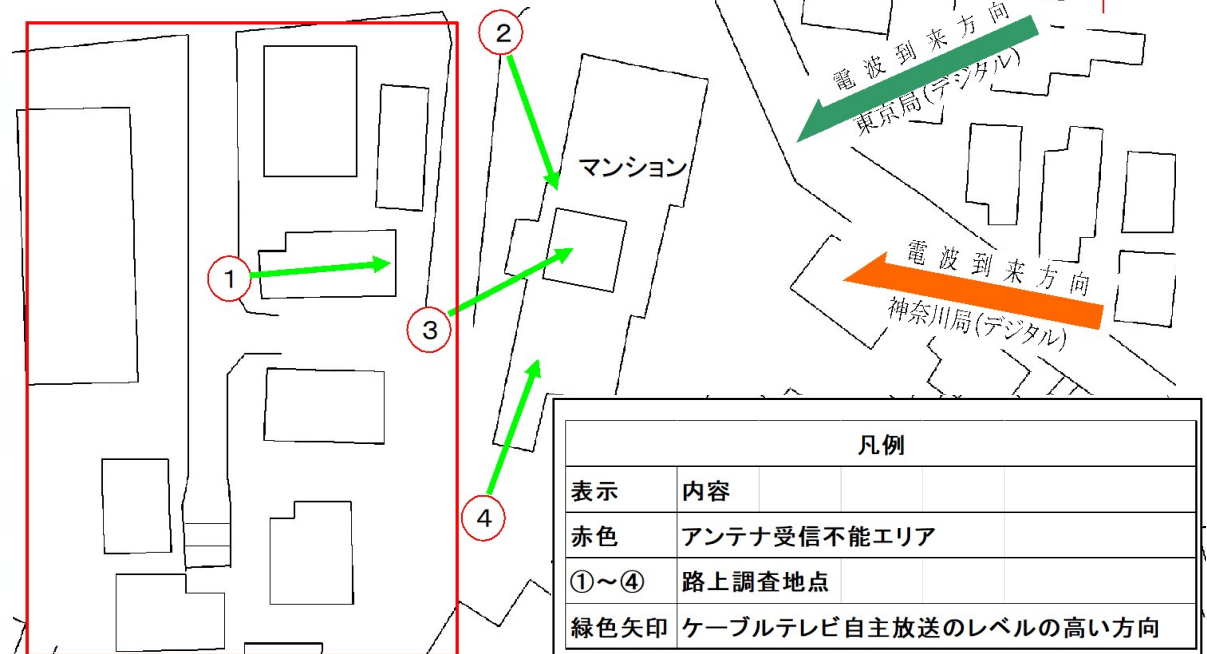 ②
電波到来方向
東京局(デジタル)
マンション
①
電波到来方向
神奈川局(デジタル)
③
④
凡例
表示 内容
赤色 アンテナ受信不能エリア
①～④ 路上調査地点
緑色矢印 ケーブルテレビ自主放送のレベルの高い方向